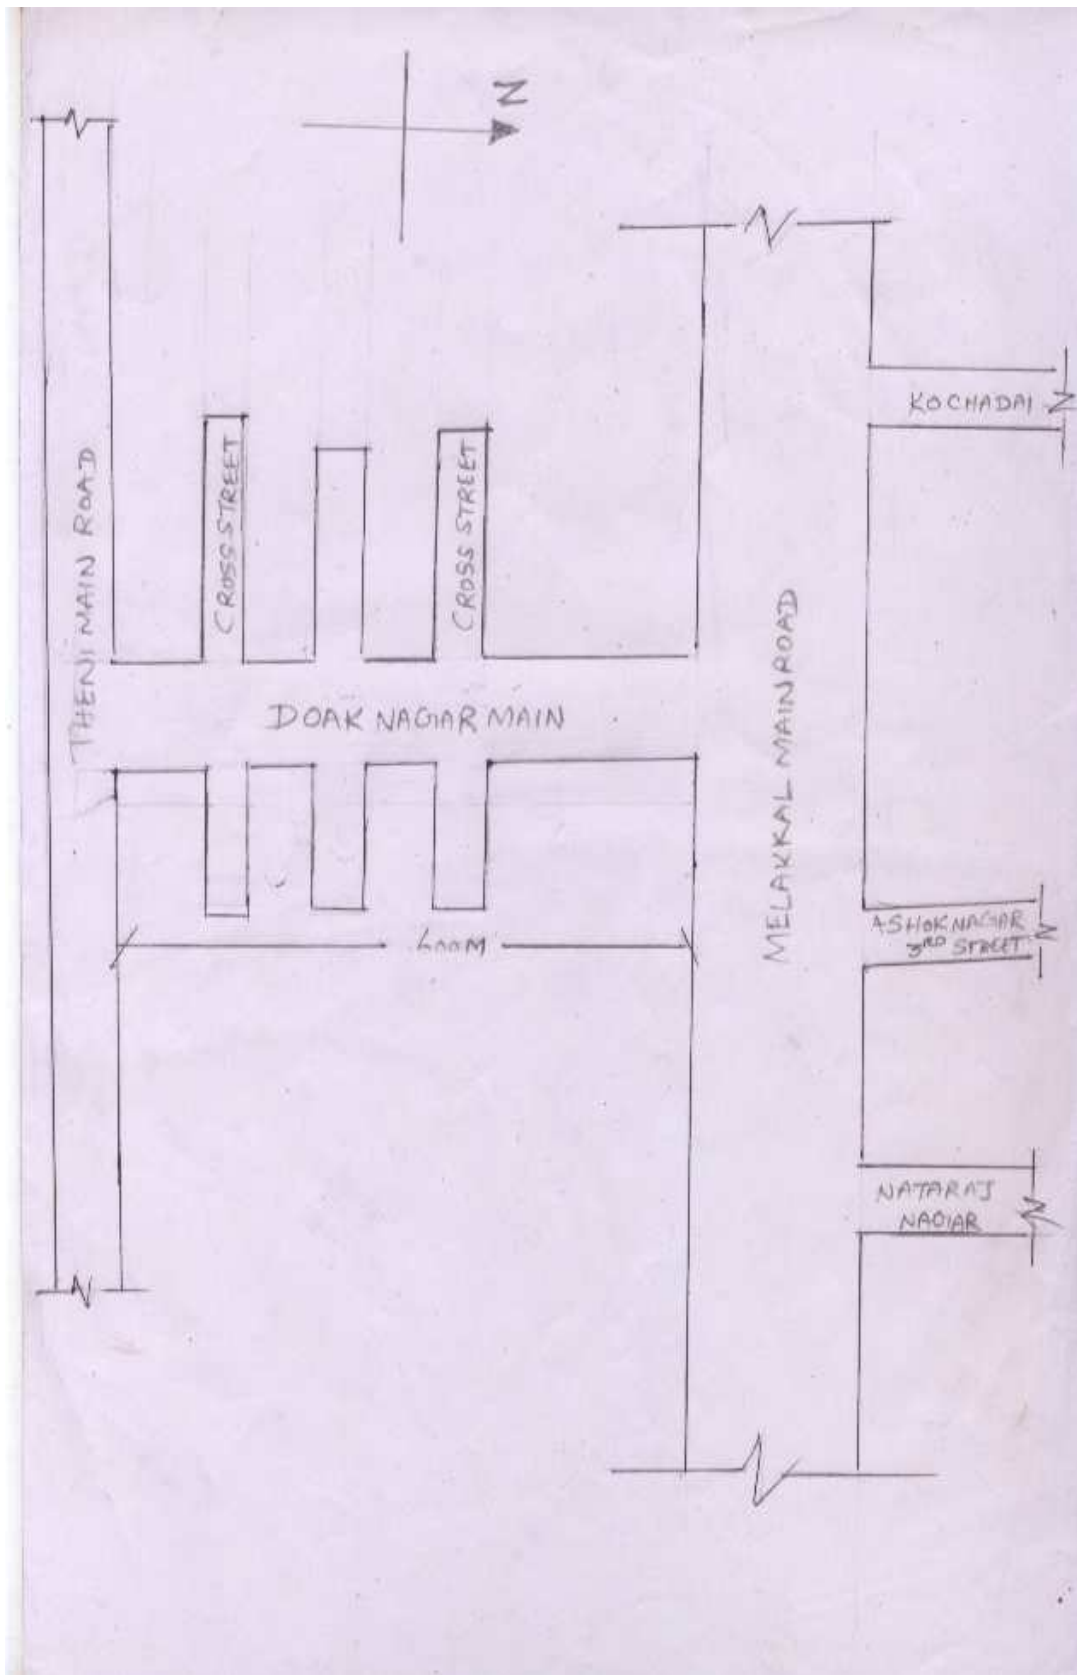 N
KOCHADAI
THENI MAIN ROAD
CROSS STREET
CROSS STREET
DOAK NAGAR MAIN
MELAKKAL MAIN ROAD
ASHOK NAGAR
3RD STREET
NATARAJ
NAGAR